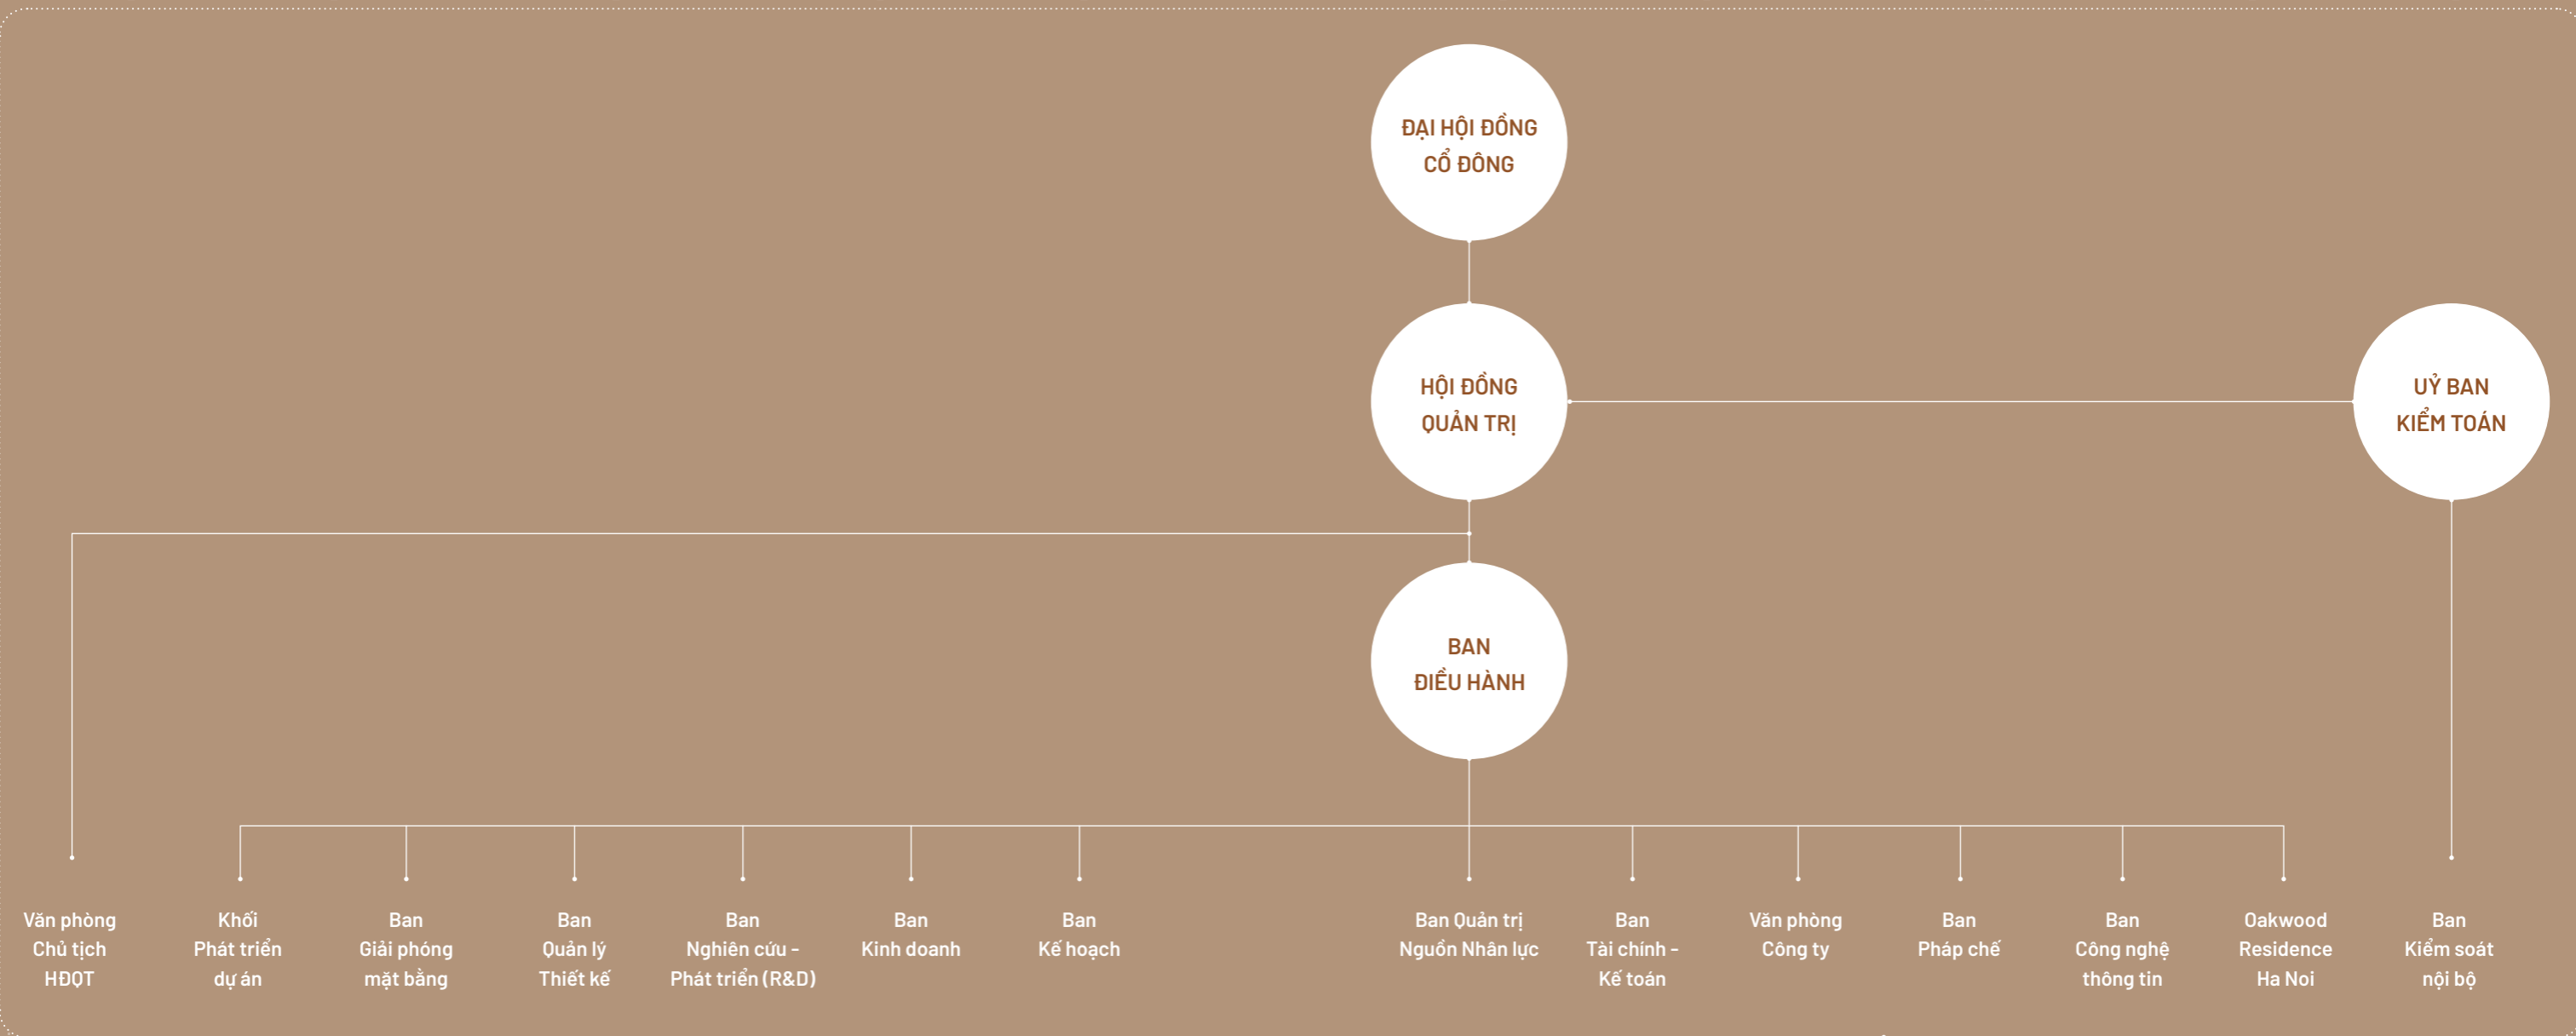 ĐẠI HỘI ĐỒNG
CỔ ĐÔNG
HỘI ĐỒNG
QUẢN TRỊ
UỶ BAN
KIỂM TOÁN
BAN
ĐIỀU HÀNH
Văn phòng
Chủ tịch
HĐQT
Khối
Phát triển
dự án
Ban
Giải phóng
mặt bằng
Ban
Quản lý
Thiết kế
Ban
Nghiên cứu -
Phát triển (R&D)
Ban
Kinh doanh
Ban
Kế hoạch
Ban Quản trị
Nguồn Nhân lực
Ban
Tài chính -
Kế toán
Văn phòng
Công ty
Ban
Pháp chế
Ban
Công nghệ
thông tin
Oakwood
Residence
Ha Noi
Ban
Kiểm soát
nội bộ